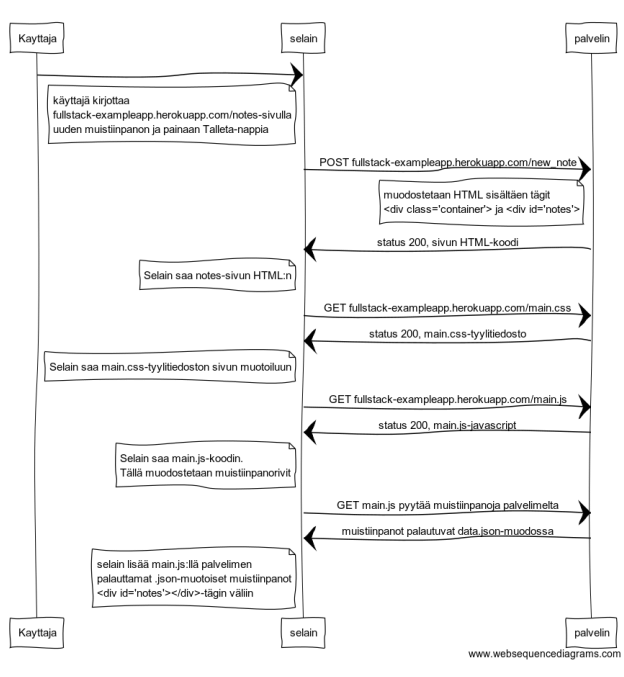 Kayttaja
selain
palvelin
käyttäjä kirjottaa
fullstack-exampleapp.herokuapp.com/notes-sivulla
uuden muistiinpanon ja painaan Talleta-nappia
POST fullstack-exampleapp.herokuapp.com/new_note
muodostetaan HTML sisältäen tägit
<div class='container'> ja <div id='notes'>
status 200, sivun HTML-koodi
Selain saa notes-sivun HTML:n
GET fullstack-exampleapp.herokuapp.com/main.css
status 200, main.css-tyylitiedosto
Selain saa main.css-tyylitiedoston sivun muotoiluun
GET fullstack-exampleapp.herokuapp.com/main.js
status 200, main.js-javascript
Selain saa main.js-koodin.
Tällä muodostetaan muistiinpanorivit
GET main.js pyytää muistiinpanoja palvelimelta
muistiinpanot palautuvat data.json-muodossa
selain lisää main.js:llä palvelimen
palauttamat .json-muotoiset muistiinpanot
<div id='notes'></div>-tägin väliin
Kayttaja
selain
palvelin
www.websequencediagrams.com